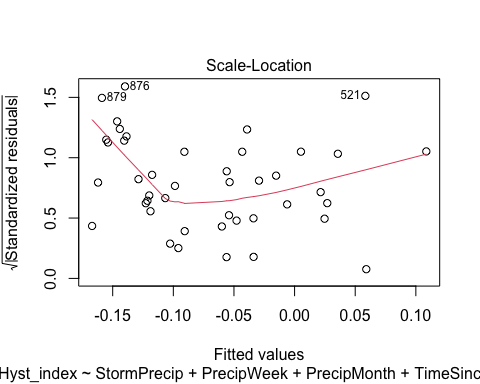 Scale-Location
√|Standardized residuals|
0.0 0.5 1.0 1.5
876
879
521
-0.15 -0.10 -0.05 0.00 0.05 0.10
Fitted values
Hyst_index ~ StormPrecip + PrecipWeek + PrecipMonth + TimeSinc